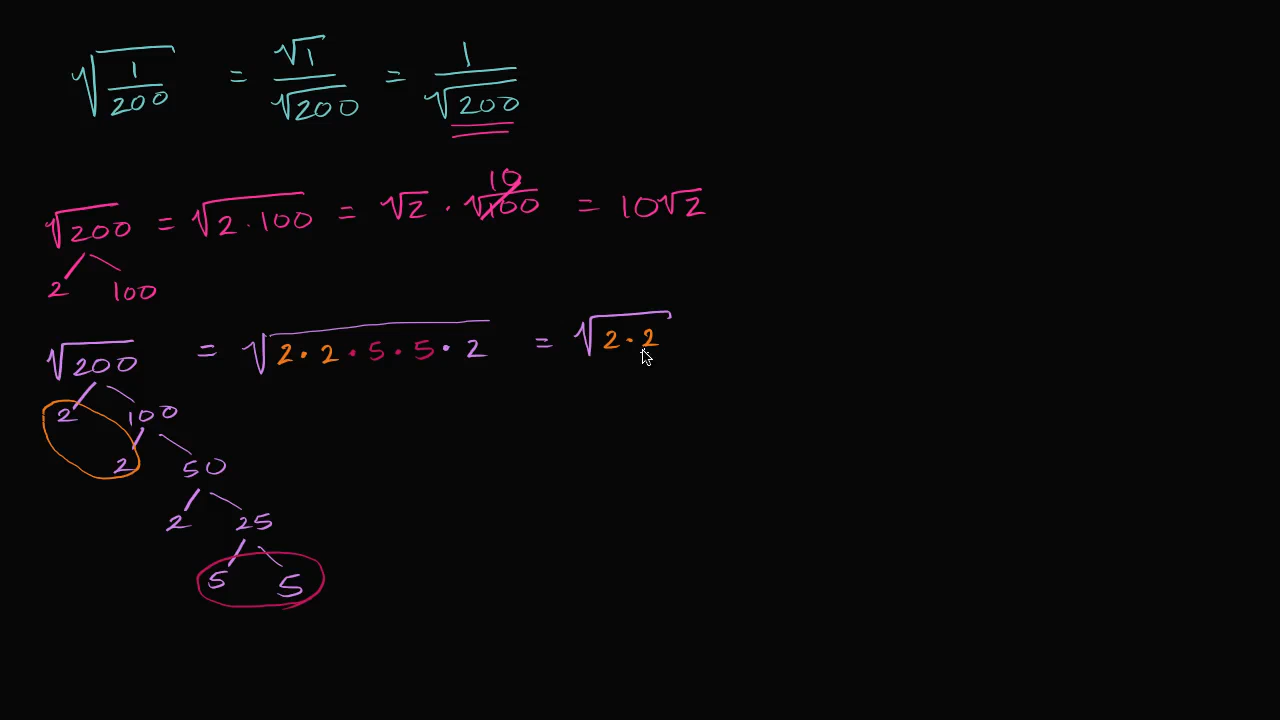 √(1/200) = √1/√200 = 1/√200
√200 = √(2·100) = √2 · √100 10 = 10√2
2 100
√200 = √(2·2·5·5·2) = √(2·2)
2 100
2 50
2 25
5 5